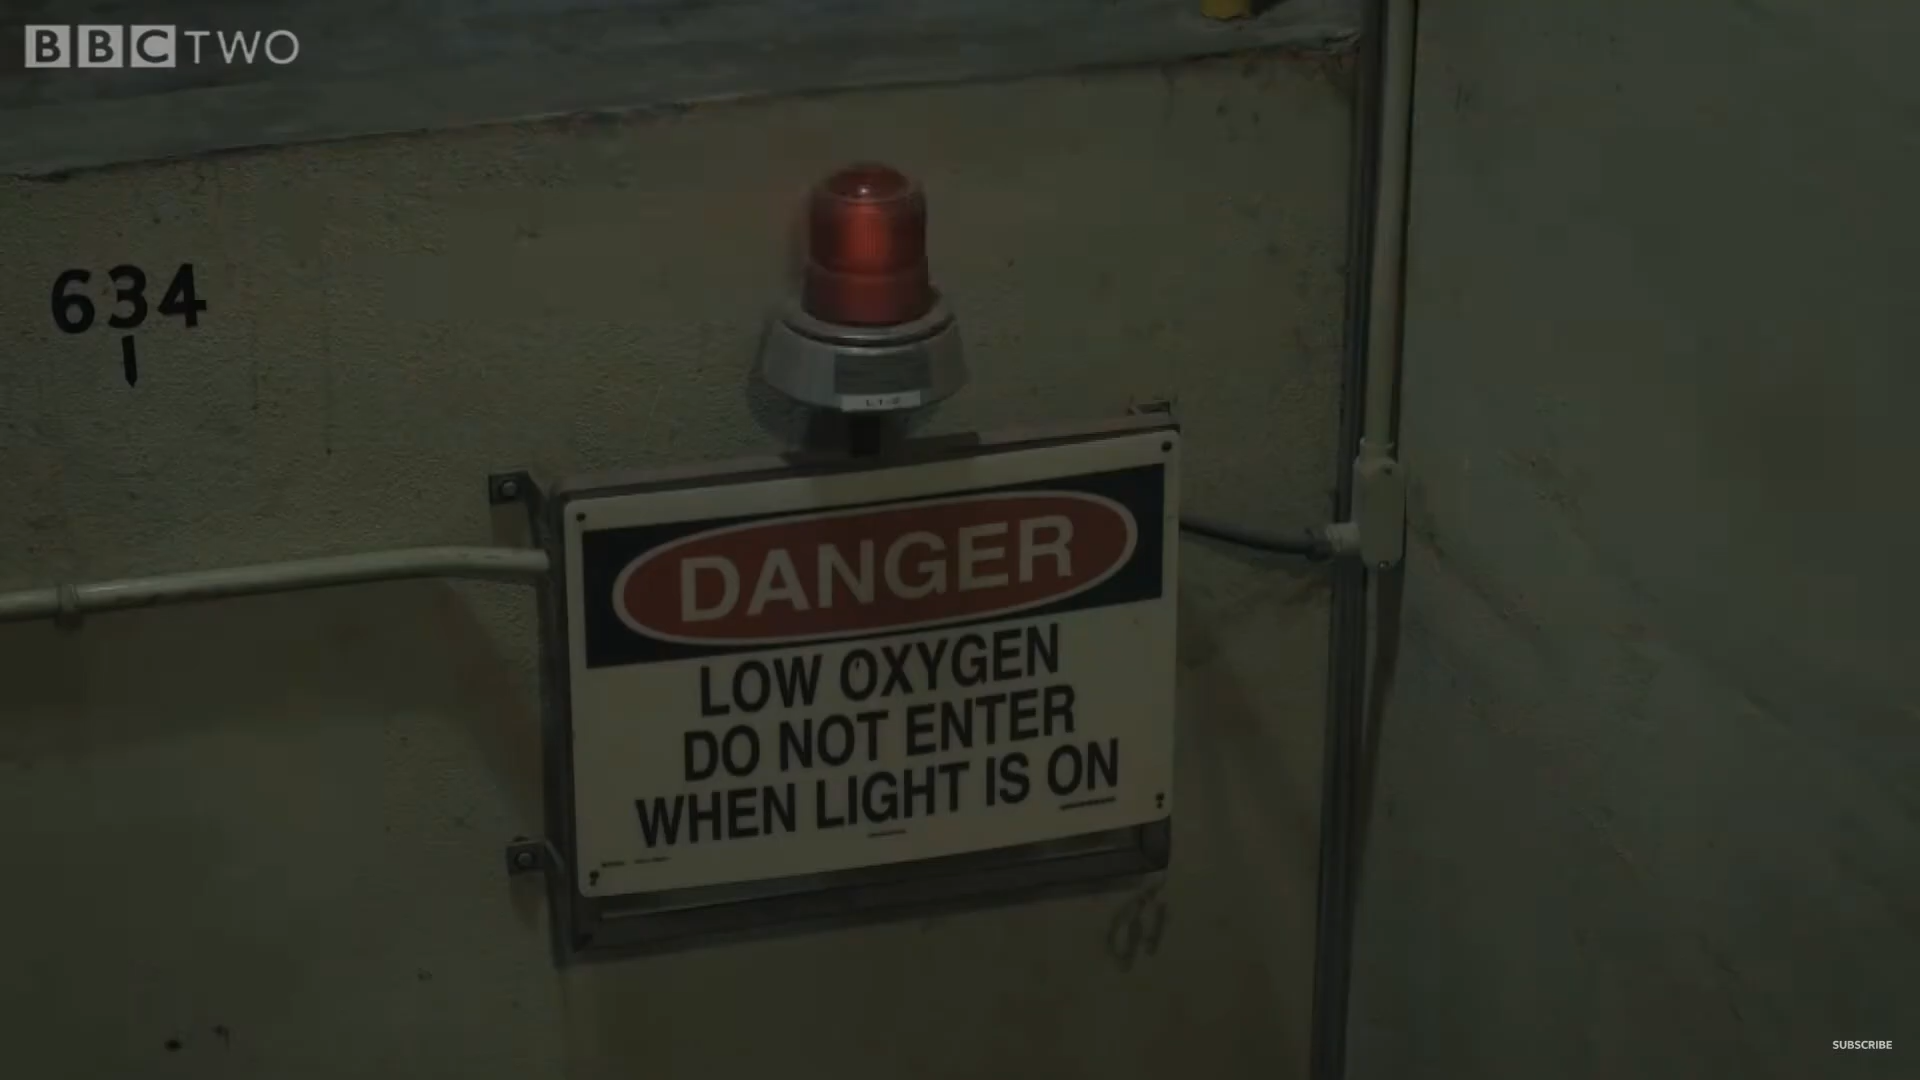 BBC TWO
634
DANGER
LOW OXYGEN
DO NOT ENTER
WHEN LIGHT IS ON
SUBSCRIBE